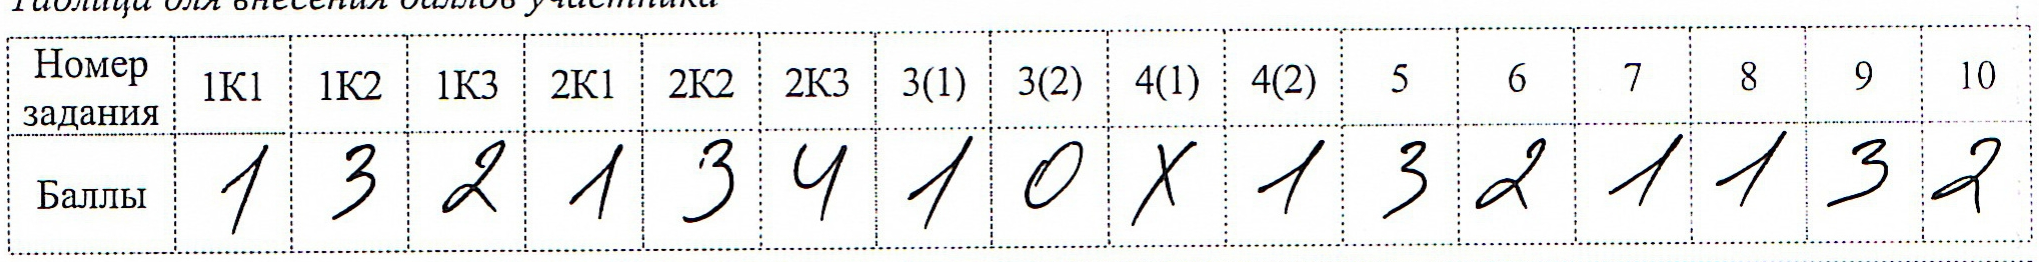 Таблица для внесения баллов участника
Номер задания 1К1 1К2 1К3 2К1 2К2 2К3 3(1) 3(2) 4(1) 4(2) 5 6 7 8 9 10
Баллы 1 3 2 1 3 4 1 0 X 1 3 2 1 1 3 2